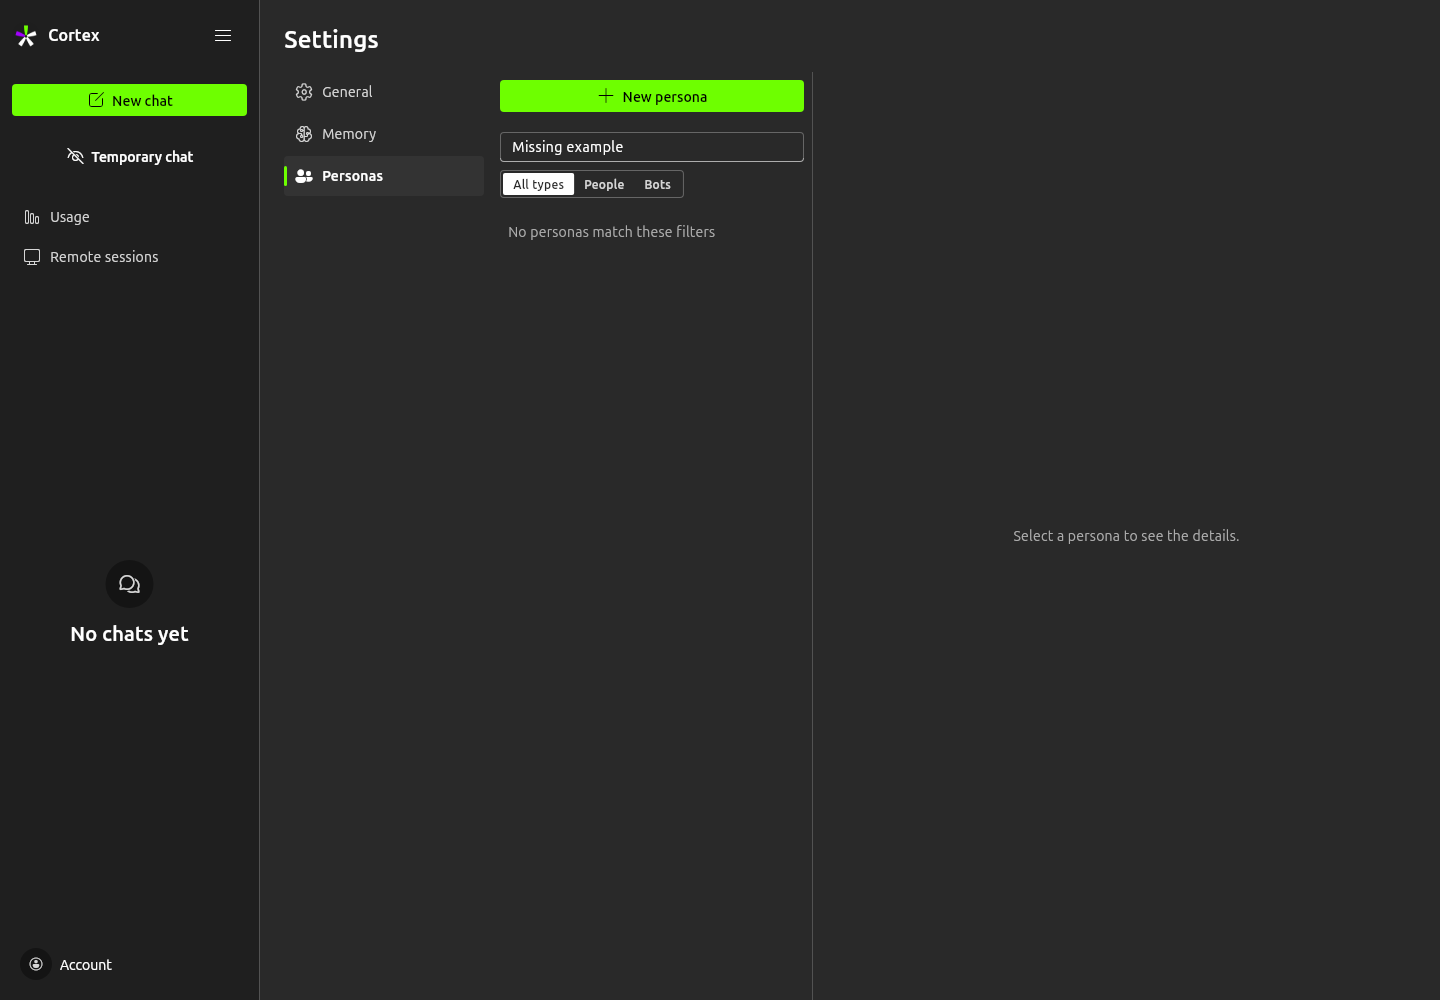 Cortex
New chat
Temporary chat
Usage
Remote sessions
No chats yet
Account
Settings
General
Memory
Personas
New persona
Missing example
All types People Bots
No personas match these filters
Select a persona to see the details.